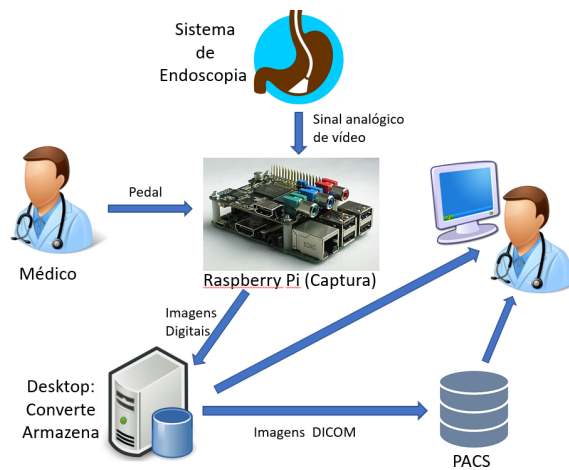 Sistema
de
Endoscopia
Sinal analógico
de vídeo
Pedal
Médico
Raspberry Pi (Captura)
Imagens
Digitais
Desktop:
Converte
Armazena
Imagens DICOM
PACS